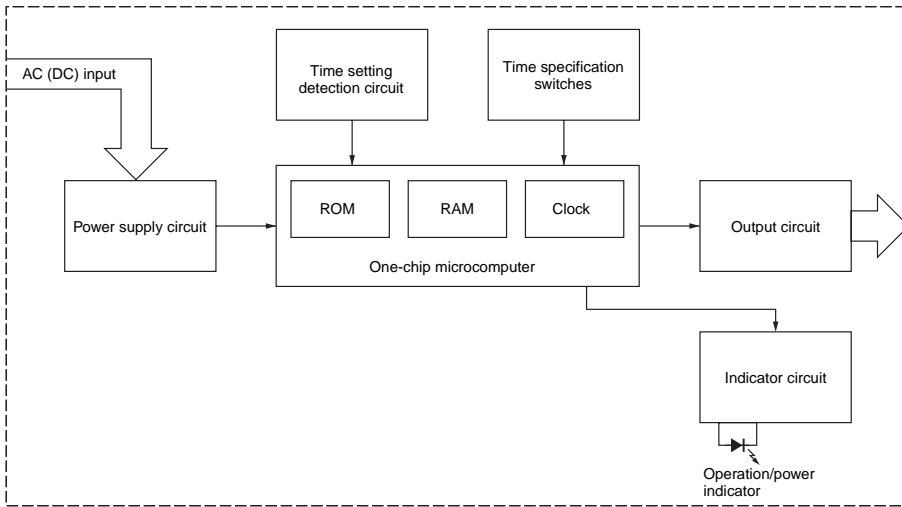 AC (DC) input
Time setting
detection circuit
Time specification
switches
Power supply circuit
ROM
RAM
Clock
One-chip microcomputer
Output circuit
Indicator circuit
Operation/power
indicator